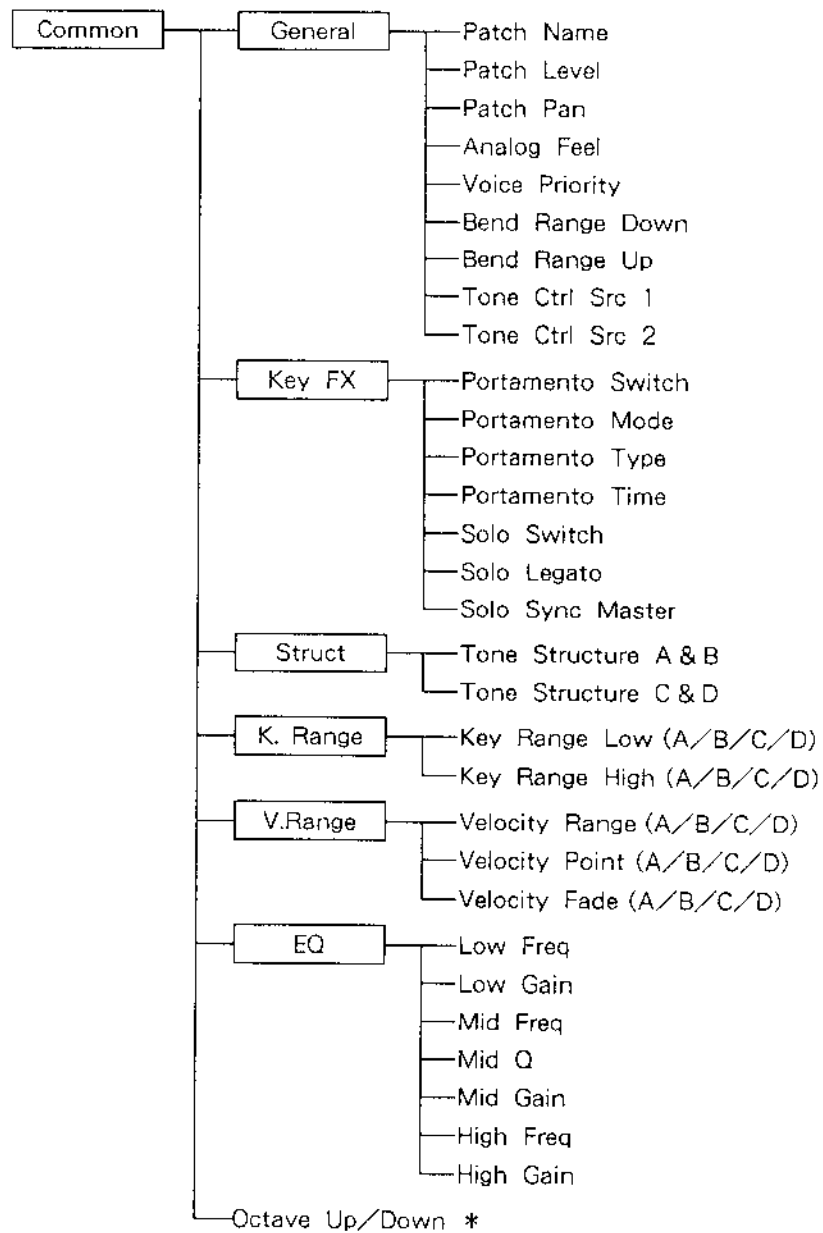 Common General Patch Name
Patch Level
Patch Pan
Analog Feel
Voice Priority
Bend Range Down
Bend Range Up
Tone Ctrl Src 1
Tone Ctrl Src 2
Key FX Portamento Switch
Portamento Mode
Portamento Type
Portamento Time
Solo Switch
Solo Legato
Solo Sync Master
Struct Tone Structure A & B
Tone Structure C & D
K. Range Key Range Low (A/B/C/D)
Key Range High (A/B/C/D)
V.Range Velocity Range (A/B/C/D)
Velocity Point (A/B/C/D)
Velocity Fade (A/B/C/D)
EQ Low Freq
Low Gain
Mid Freq
Mid Q
Mid Gain
High Freq
High Gain
Octave Up/Down *